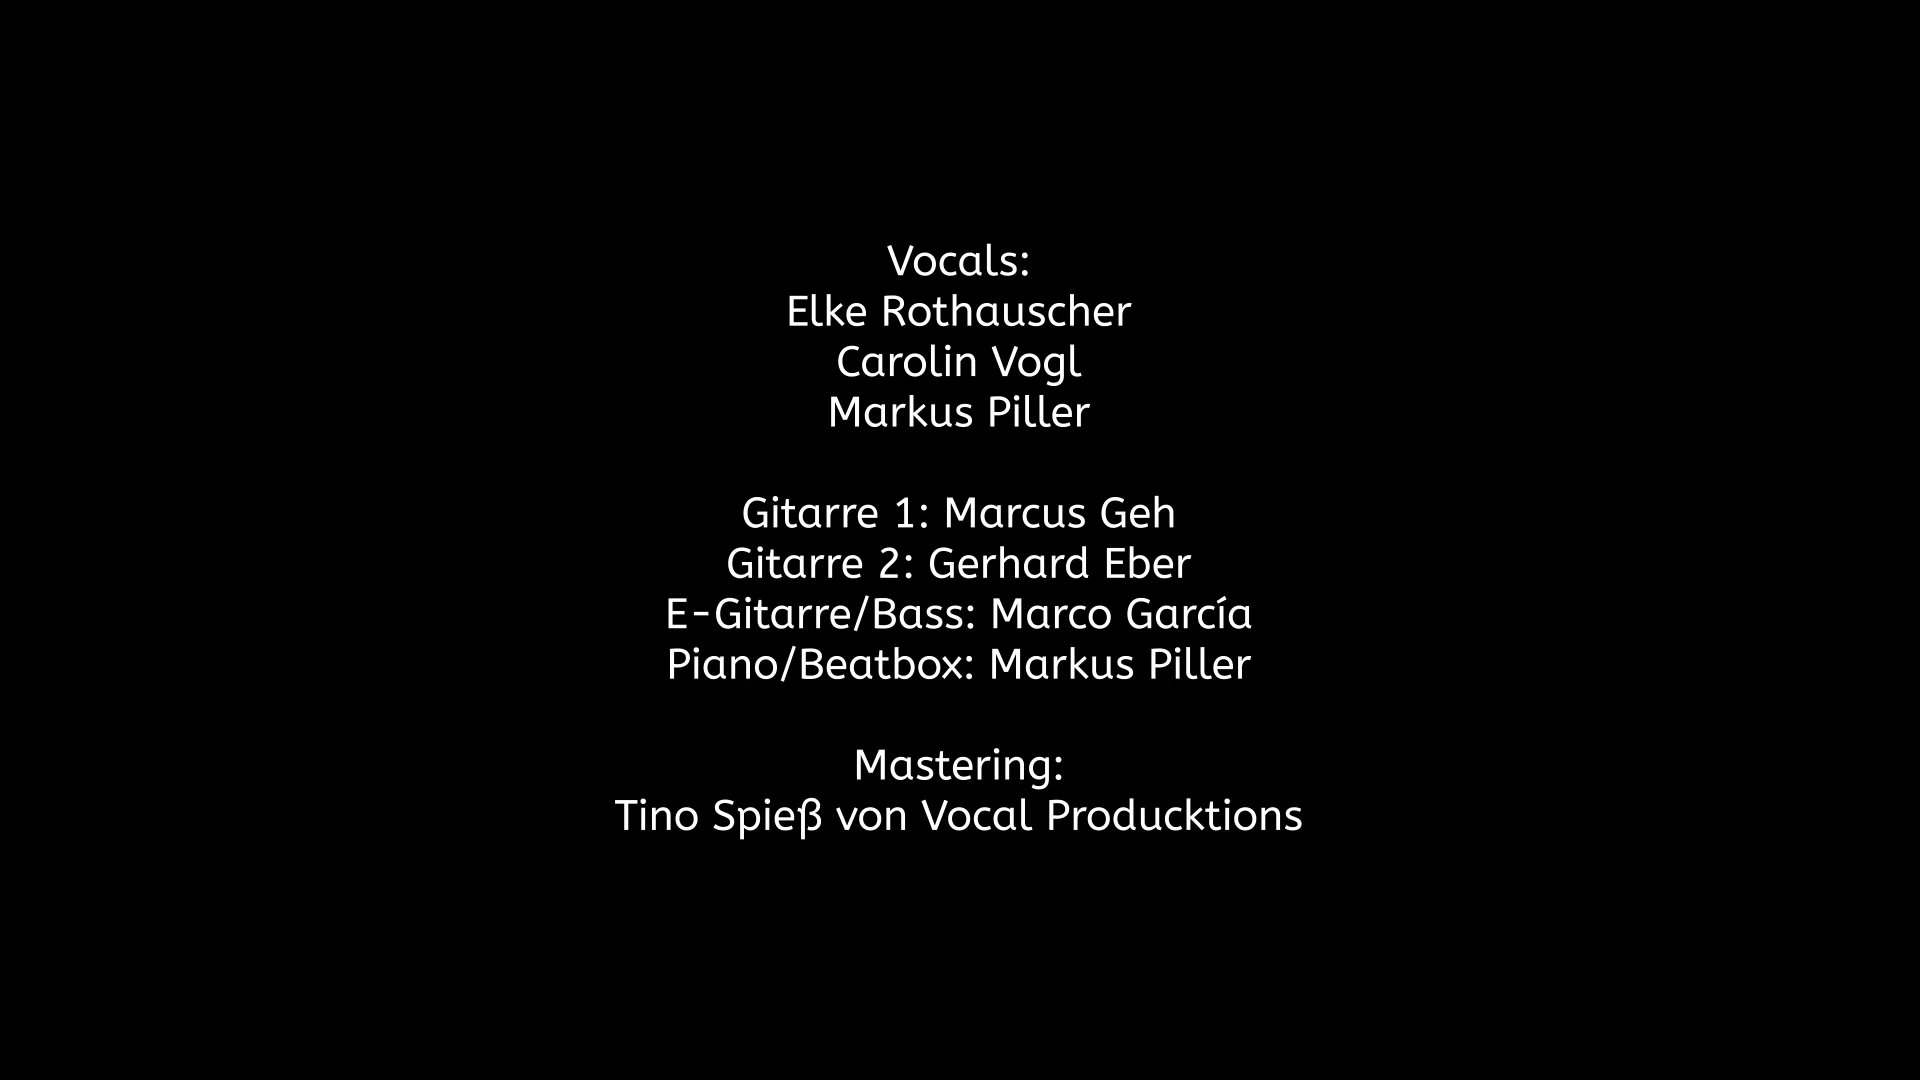 Vocals:
Elke Rothauscher
Carolin Vogl
Markus Piller
Gitarre 1: Marcus Geh
Gitarre 2: Gerhard Eber
E-Gitarre/Bass: Marco García
Piano/Beatbox: Markus Piller
Mastering:
Tino Spieß von Vocal Producktions